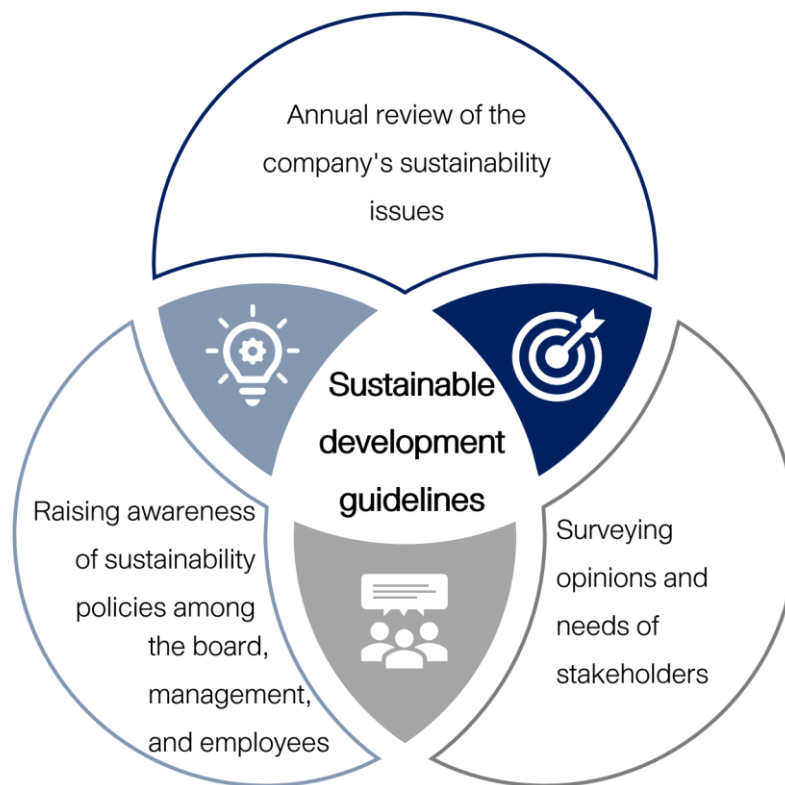 Annual review of the
company's sustainability
issues
Sustainable
development
guidelines
Raising awareness
of sustainability
policies among
the board,
management,
and employees
Surveying
opinions and
needs of
stakeholders